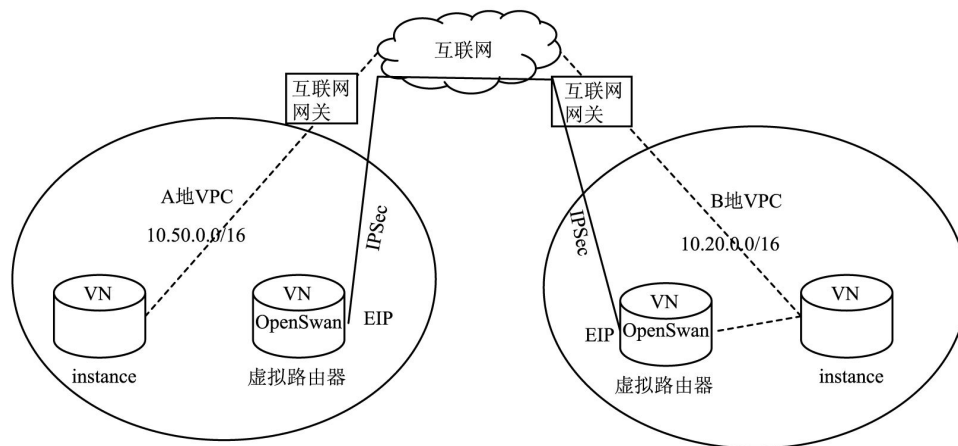 互联网
互联网
网关
互联网
网关
A地VPC
10.50.0.0/16
IPSec
VN
instance
VN
OpenSwan
EIP
虚拟路由器
B地VPC
10.20.0.0/16
IPSec
EIP
VN
OpenSwan
虚拟路由器
VN
instance